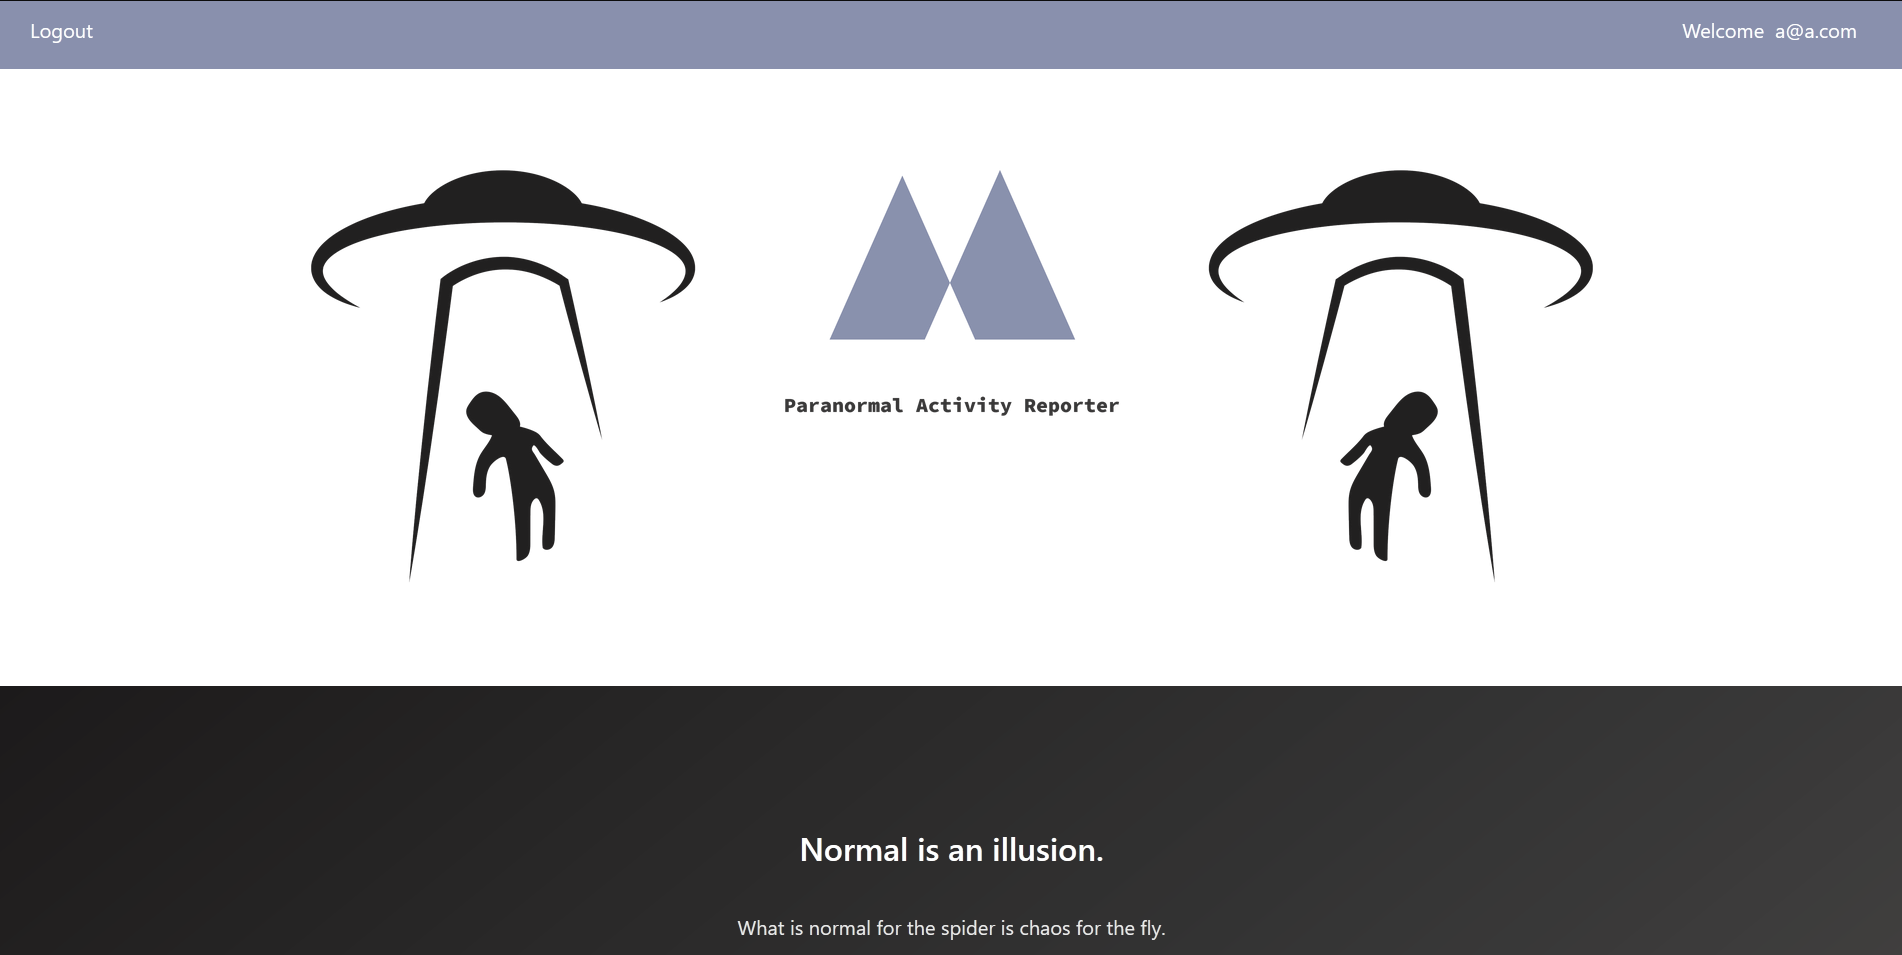 Logout
Welcome a@a.com
Paranormal Activity Reporter
Normal is an illusion.
What is normal for the spider is chaos for the fly.